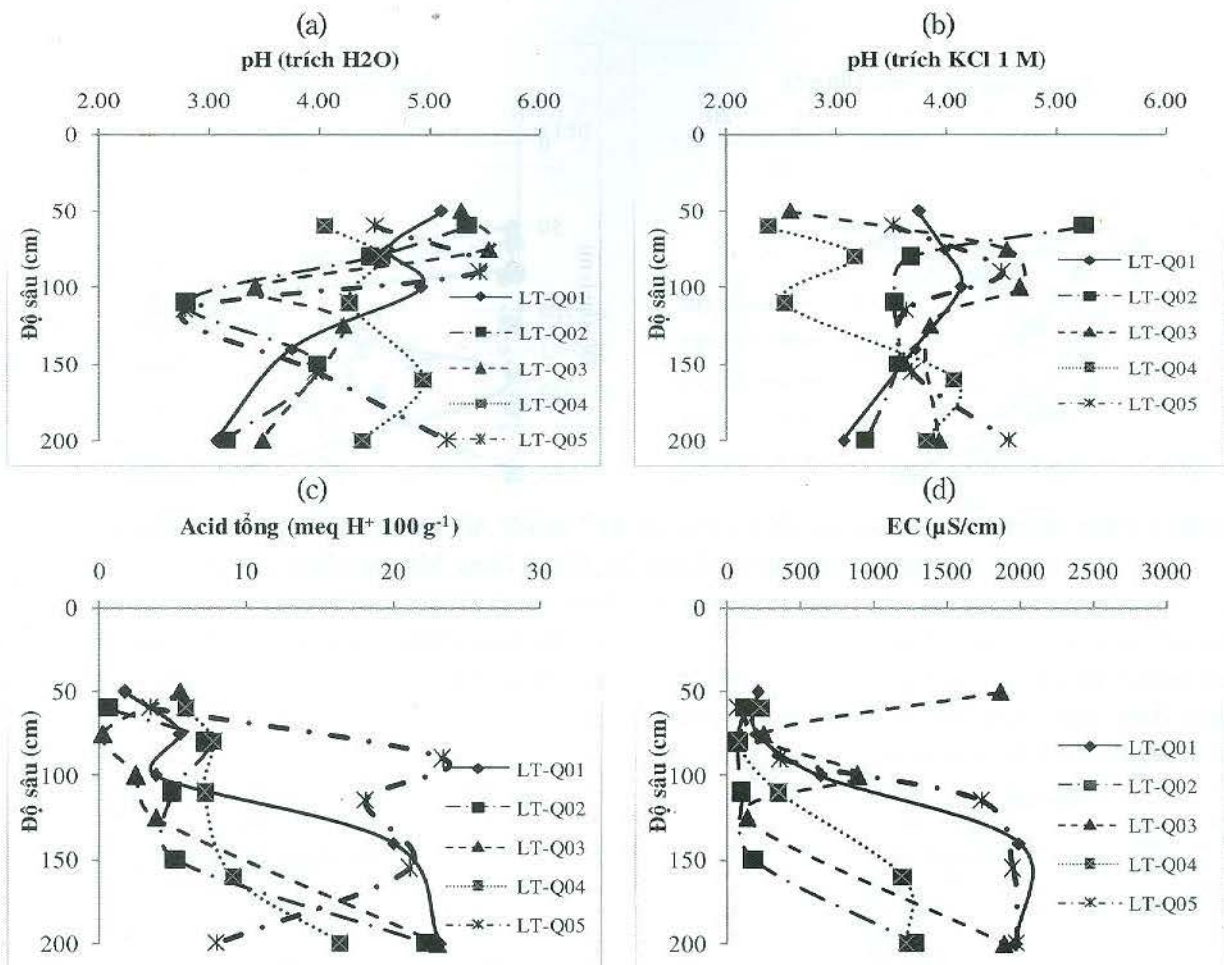 (a)
pH (trích H2O)
2.00 3.00 4.00 5.00 6.00
0
50
100
150
200
Độ sâu (cm)
LT-Q01
LT-Q02
LT-Q03
LT-Q04
LT-Q05
(b)
pH (trích KCl 1 M)
2.00 3.00 4.00 5.00 6.00
0
50
100
150
200
Độ sâu (cm)
LT-Q01
LT-Q02
LT-Q03
LT-Q04
LT-Q05
(c)
Acid tổng (meq H⁺ 100 g⁻¹)
0 10 20 30
0
50
100
150
200
Độ sâu (cm)
LT-Q01
LT-Q02
LT-Q03
LT-Q04
LT-Q05
(d)
EC (µS/cm)
0 500 1000 1500 2000 2500 3000
0
50
100
150
200
Độ sâu (cm)
LT-Q01
LT-Q02
LT-Q03
LT-Q04
LT-Q05